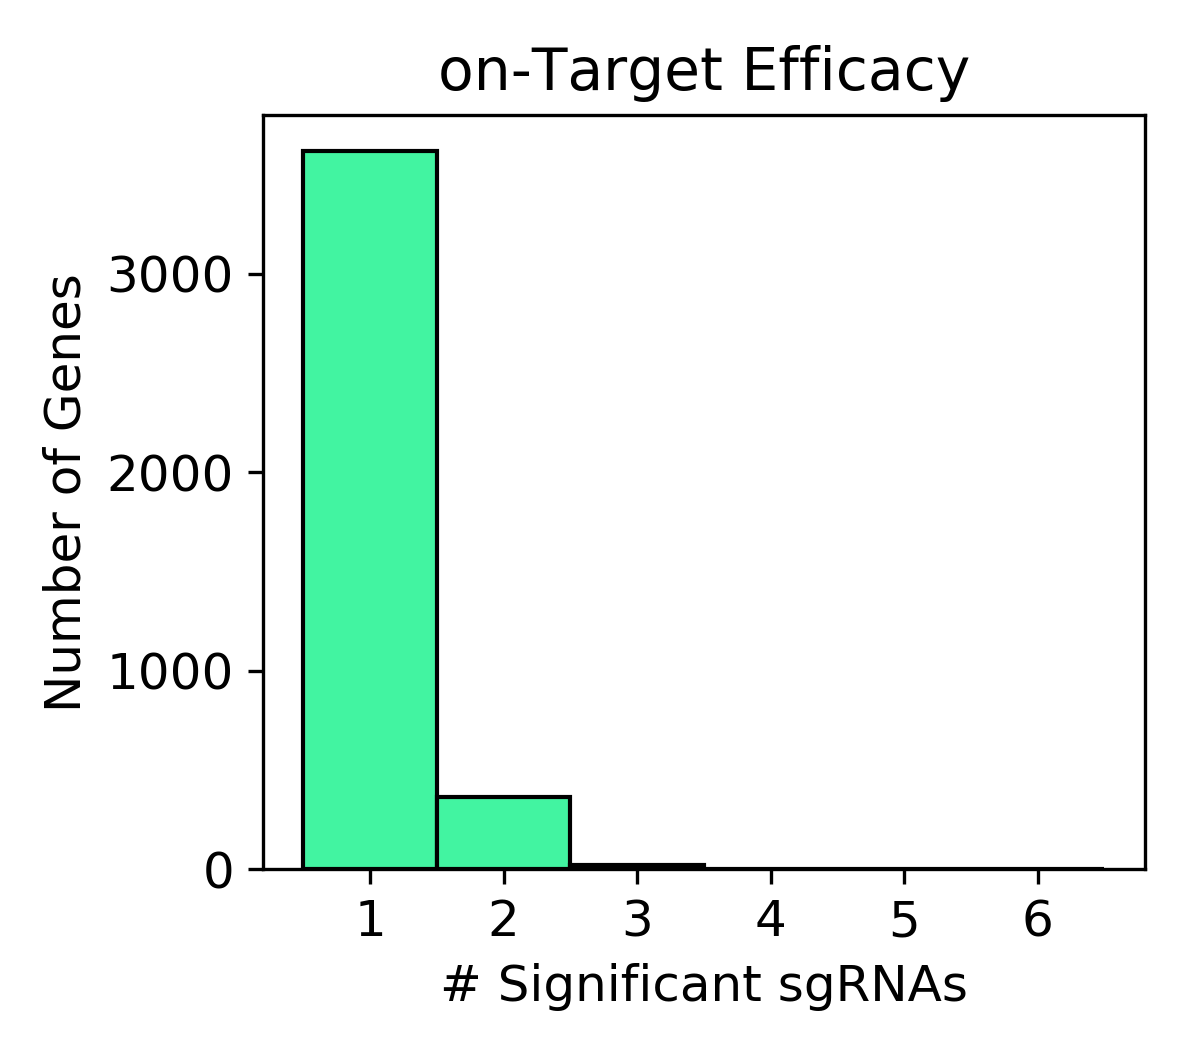 on-Target Efficacy
Number of Genes
3000
2000
1000
0
1 2 3 4 5 6
# Significant sgRNAs